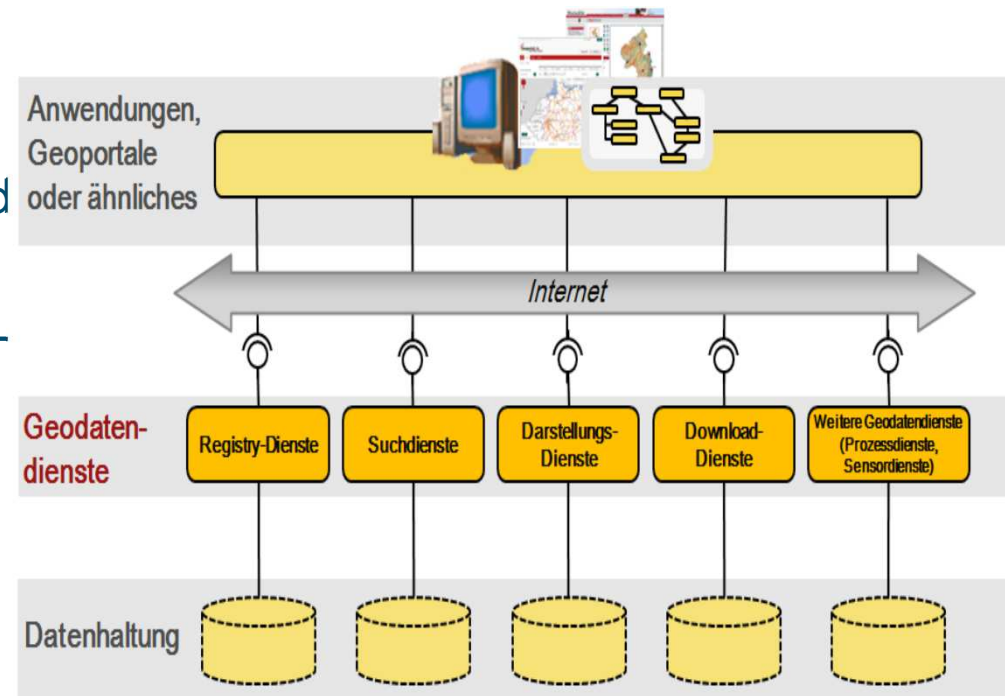 Anwendungen,
Geoportale
oder ähnliches
d
Internet
Geodaten-
dienste
Registry-Dienste
Suchdienste
Darstellungs-
Dienste
Download-
Dienste
Weitere Geodatendienste
(Prozessdienste,
Sensordienste)
Datenhaltung